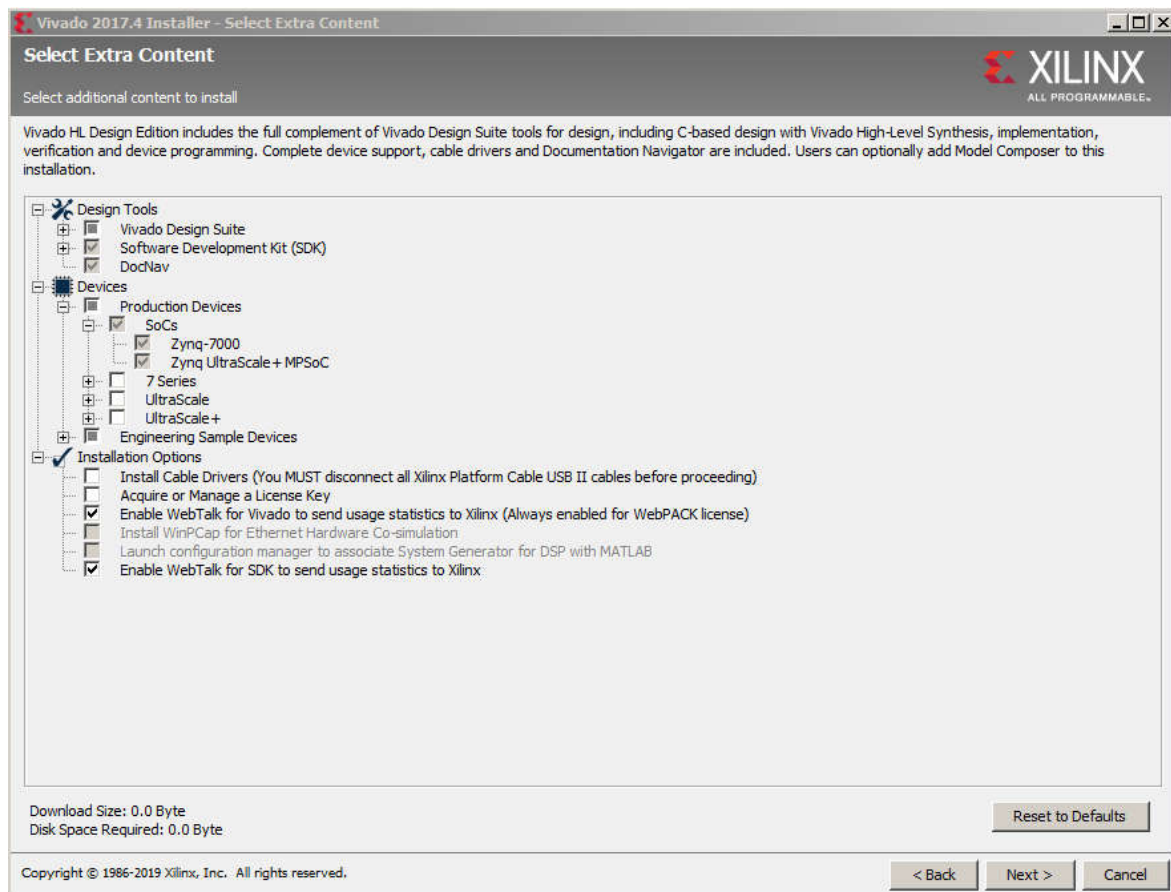 Vivado 2017.4 Installer - Select Extra Content
Select Extra Content
Select additional content to install
XILINX
ALL PROGRAMMABLE™
Vivado HL Design Edition includes the full complement of Vivado Design Suite tools for design, including C-based design with Vivado High-Level Synthesis, implementation,
verification and device programming. Complete device support, cable drivers and Documentation Navigator are included. Users can optionally add Model Composer to this
installation.
Design Tools
Vivado Design Suite
Software Development Kit (SDK)
DocNav
Devices
Production Devices
SoCs
Zynq-7000
Zynq UltraScale+ MPSoC
7 Series
UltraScale
UltraScale+
Engineering Sample Devices
Installation Options
Install Cable Drivers (You MUST disconnect all Xilinx Platform Cable USB II cables before proceeding)
Acquire or Manage a License Key
Enable WebTalk for Vivado to send usage statistics to Xilinx (Always enabled for WebPACK license)
Install WinPCap for Ethernet Hardware Co-simulation
Launch configuration manager to associate System Generator for DSP with MATLAB
Enable WebTalk for SDK to send usage statistics to Xilinx
Download Size: 0.0 Byte
Disk Space Required: 0.0 Byte
Reset to Defaults
Copyright © 1986-2019 Xilinx, Inc. All rights reserved.
< Back
Next >
Cancel